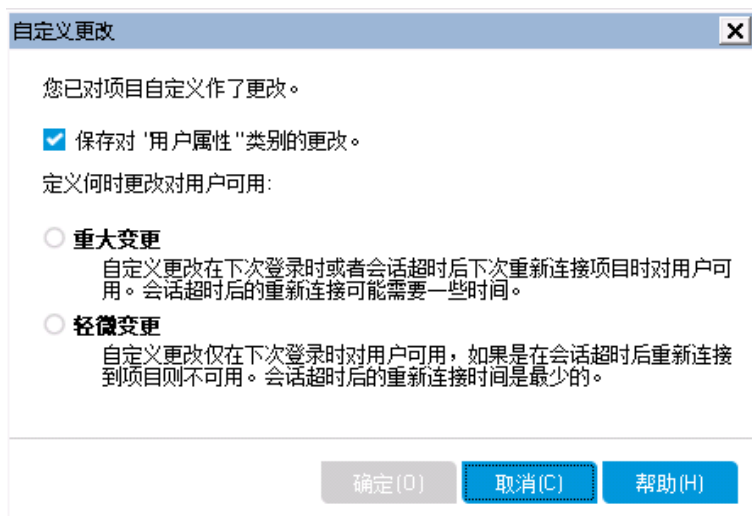 自定义更改
您已对项目自定义作了更改。
保存对 "用户属性"类别的更改。
定义何时更改对用户可用:
重大变更
自定义更改在下次登录时或者会话超时后下次重新连接项目时对用户可
用。会话超时后的重新连接可能需要一些时间。
轻微变更
自定义更改仅在下次登录时对用户可用，如果是在会话超时后重新连接
到项目则不可用。会话超时后的重新连接时间是最少的。
确定(O) 取消(C) 帮助(H)